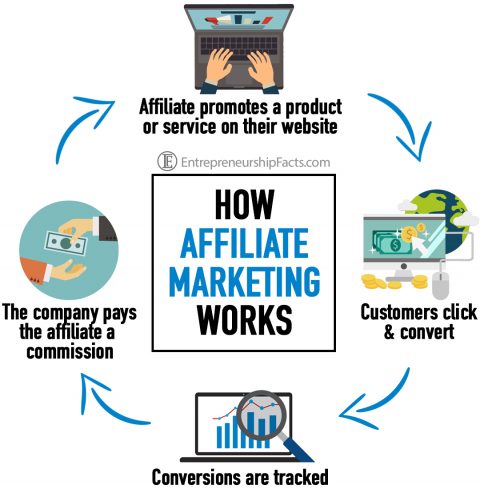 Affiliate promotes a product
or service on their website
EntrepreneurshipFacts.com
HOW
AFFILIATE
MARKETING
WORKS
Customers click
& convert
Conversions are tracked
The company pays
the affiliate a
commission